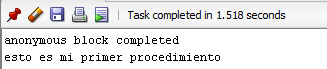 Task completed in 1.518 seconds
anonymous block completed
esto es mi primer procedimiento